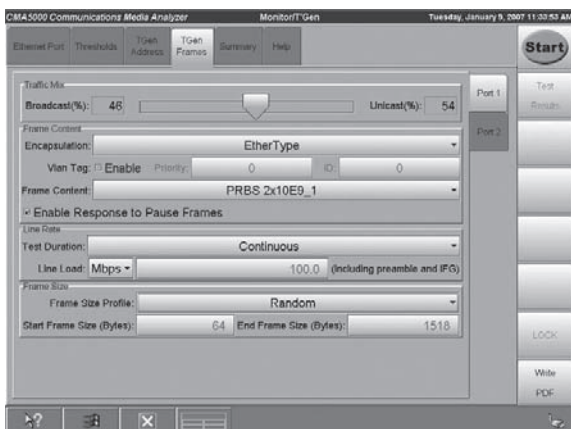 CMA5000 Communications Media Analyzer Monitor/T'Gen Tuesday, January 9, 2007 11:33:53 AM
Ethernet Port Thresholds TGen Address TGen Frames Summary Help
Start
Traffic Mix
Broadcast(%): 46 Unicast(%): 54
Port 1
Test Results
Frame Content
Port 2
Encapsulation: EtherType
Vlan Tag: Enable Priority: 0 ID: 0
Frame Content: PRBS 2x10E9_1
Enable Response to Pause Frames
Line Rate
Test Duration: Continuous
Line Load: Mbps 100.0 (Including preamble and IFG)
Frame Size
Frame Size Profile: Random
Start Frame Size (Bytes): 64 End Frame Size (Bytes): 1518
LOCK
Write PDF